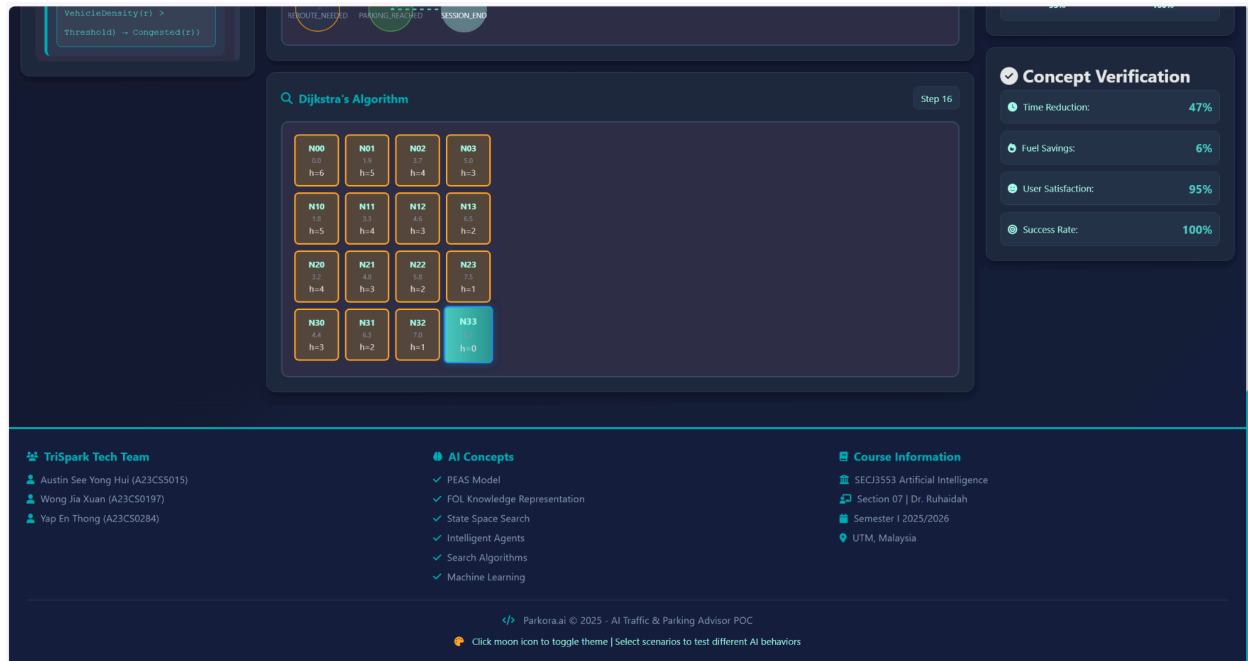 VehicleDensity(r) >
Threshold) → Congested(r))
REROUTE_NEEDED
PARKING_REACHED
SESSION_END
Dijkstra's Algorithm
Step 16
N00
0.0
h=6
N01
1.9
h=5
N02
3.7
h=4
N03
5.0
h=3
N10
1.8
h=5
N11
3.3
h=4
N12
4.6
h=3
N13
6.5
h=2
N20
3.2
h=4
N21
4.8
h=3
N22
5.8
h=2
N23
7.5
h=1
N30
4.4
h=3
N31
6.3
h=2
N32
7.0
h=1
N33
h=0
Concept Verification
Time Reduction: 47%
Fuel Savings: 6%
User Satisfaction: 95%
Success Rate: 100%
TriSpark Tech Team
Austin See Yong Hui (A23CS5015)
Wong Jia Xuan (A23CS0197)
Yap En Thong (A23CS0284)
AI Concepts
PEAS Model
FOL Knowledge Representation
State Space Search
Intelligent Agents
Search Algorithms
Machine Learning
Course Information
SECJ3553 Artificial Intelligence
Section 07 | Dr. Ruhaidah
Semester I 2025/2026
UTM, Malaysia
</> Parkora.ai © 2025 - AI Traffic & Parking Advisor POC
Click moon icon to toggle theme | Select scenarios to test different AI behaviors